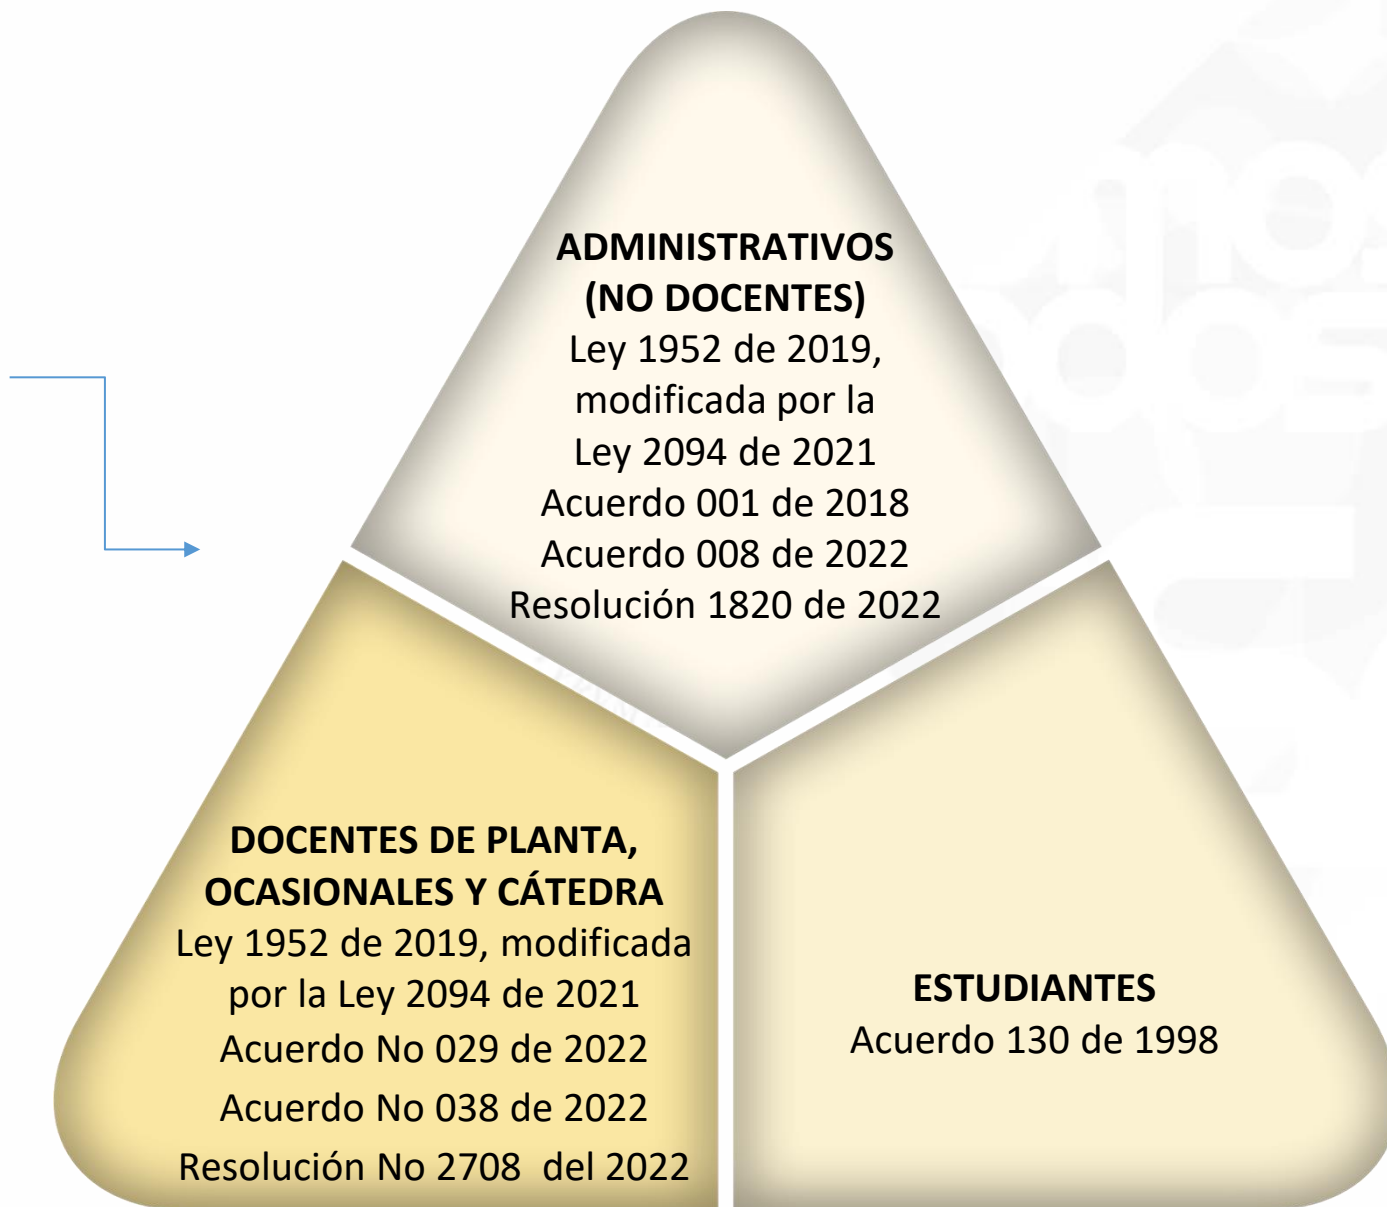 ADMINISTRATIVOS
(NO DOCENTES)
Ley 1952 de 2019,
modificada por la
Ley 2094 de 2021
Acuerdo 001 de 2018
Acuerdo 008 de 2022
Resolución 1820 de 2022
DOCENTES DE PLANTA,
OCASIONALES Y CÁTEDRA
Ley 1952 de 2019, modificada
por la Ley 2094 de 2021
Acuerdo No 029 de 2022
Acuerdo No 038 de 2022
Resolución No 2708 del 2022
ESTUDIANTES
Acuerdo 130 de 1998